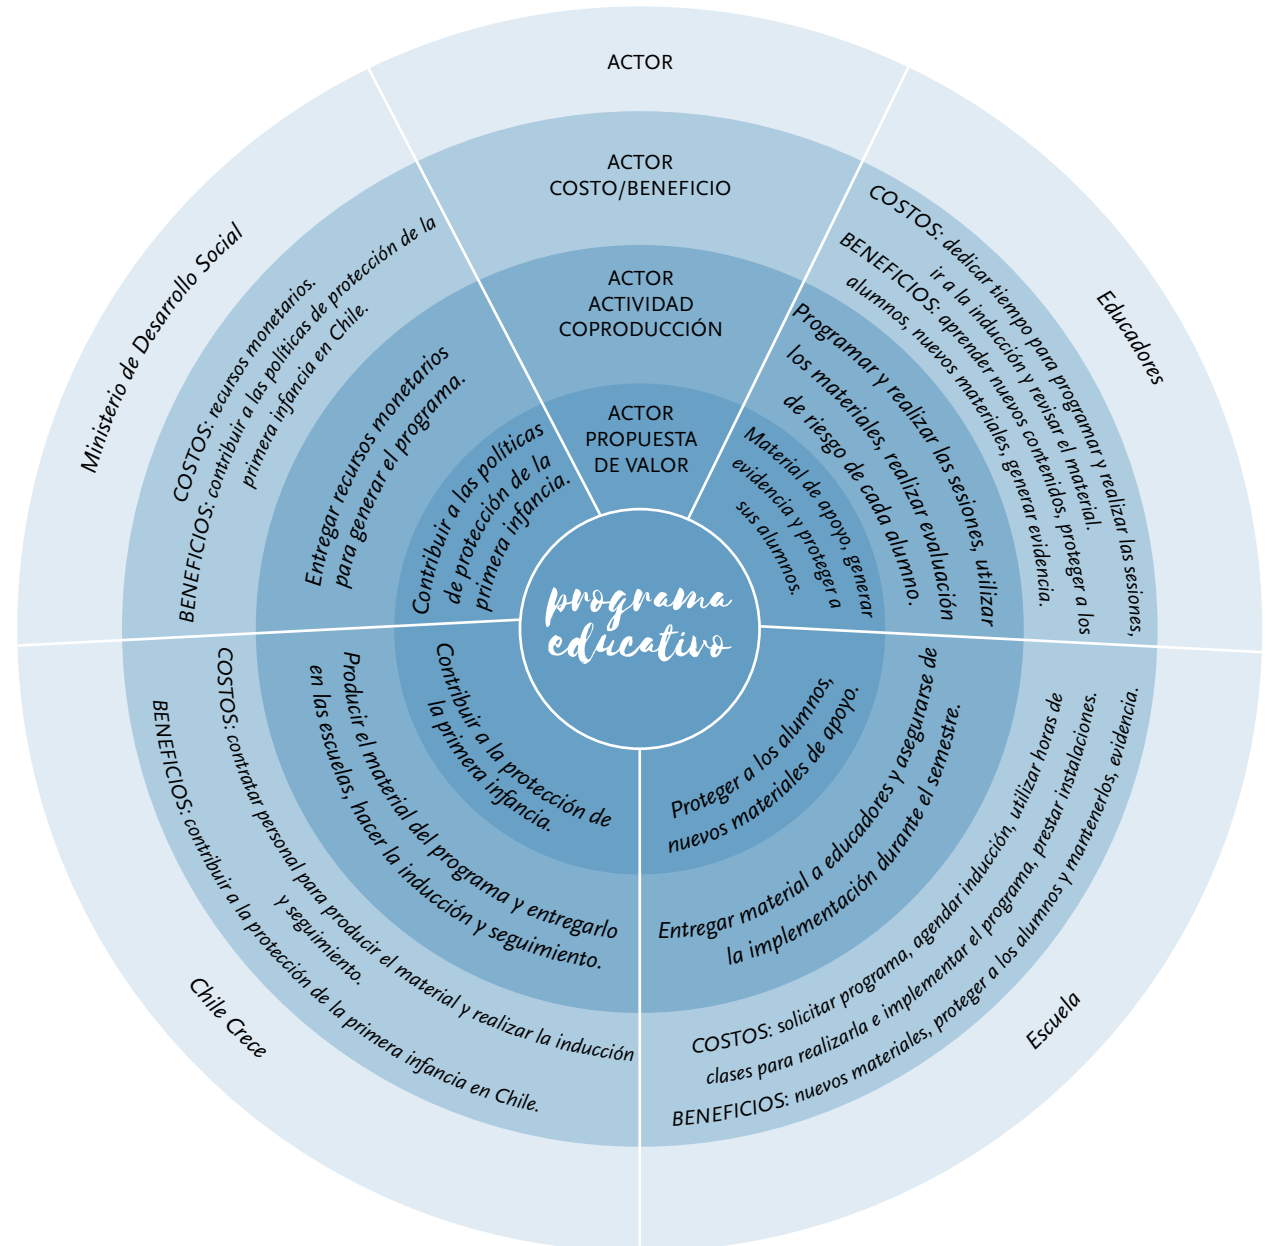 ACTOR
ACTOR
COSTO/BENEFICIO
ACTOR
ACTIVIDAD
COPRODUCCIÓN
ACTOR
PROPUESTA
DE VALOR
programa
educativo
Educadores
COSTOS: dedicar tiempo para programar y realizar las sesiones,
ir a la inducción y revisar el material.
BENEFICIOS: aprender nuevos contenidos, proteger a los
alumnos, nuevos materiales, generar evidencia.
Programar y realizar las sesiones, utilizar
los materiales, realizar evaluación
de riesgo de cada alumno.
Material de apoyo, generar
evidencia y proteger a
sus alumnos.
Escuela
COSTOS: solicitar programa, agendar inducción, utilizar horas de
clases para realizarla e implementar el programa, prestar instalaciones.
BENEFICIOS: nuevos materiales, proteger a los alumnos y mantenerlos, evidencia.
Entregar material a educadores y asegurarse de
la implementación durante el semestre.
Proteger a los alumnos,
nuevos materiales de apoyo.
Chile Crece
COSTOS: contratar personal para producir el material y realizar la inducción
y seguimiento.
BENEFICIOS: contribuir a la protección de la primera infancia en Chile.
Producir el material del programa y entregarlo
en las escuelas, hacer la inducción y seguimiento.
Contribuir a la protección de
la primera infancia.
Ministerio de Desarrollo Social
COSTOS: recursos monetarios.
BENEFICIOS: contribuir a las políticas de protección de la
primera infancia en Chile.
Entregar recursos monetarios
para generar el programa.
Contribuir a las políticas
de protección de la
primera infancia.